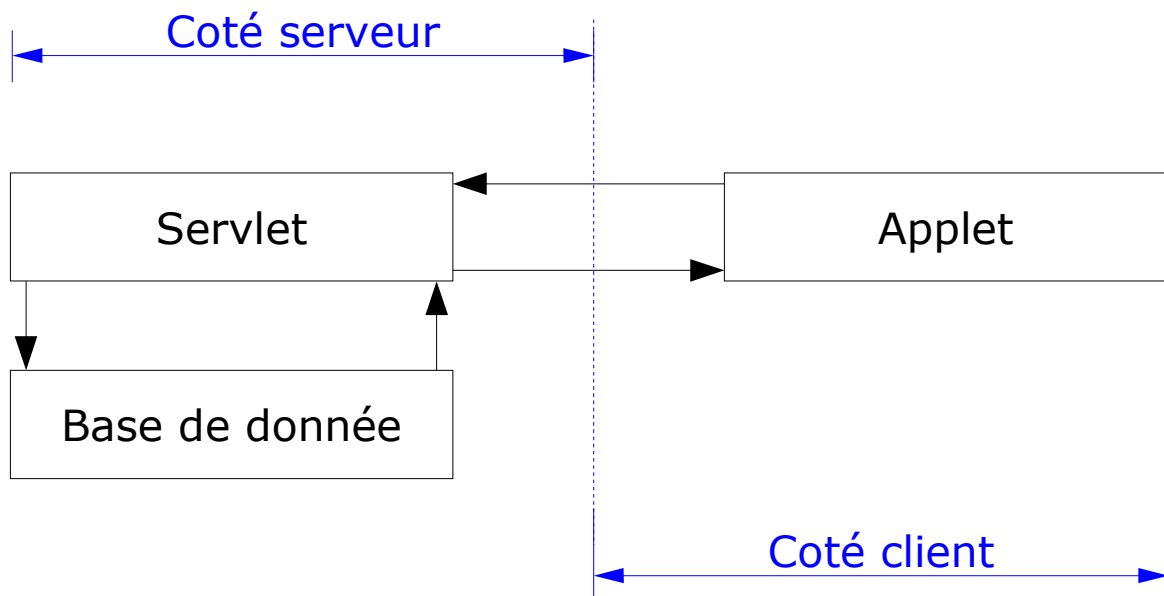 Coté serveur
Servlet
Applet
Base de donnée
Coté client